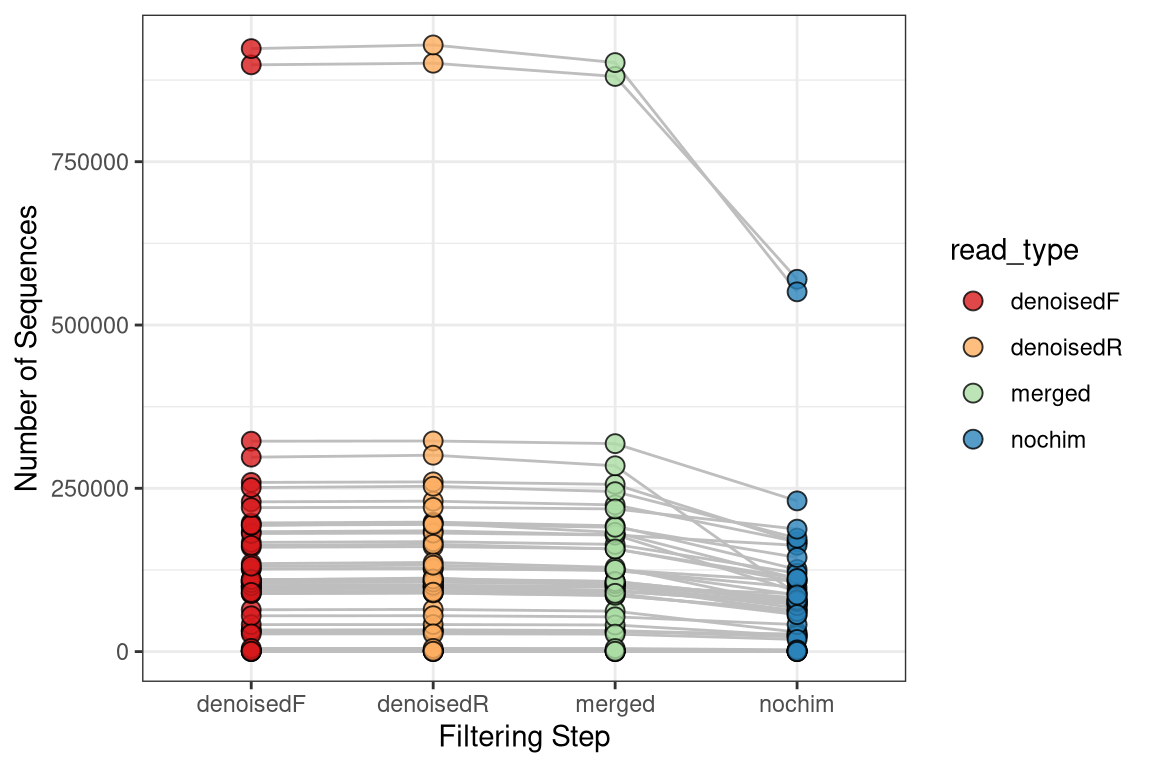 Number of Sequences
750000
500000
250000
0
denoisedF denoisedR merged nochim
Filtering Step
read_type
denoisedF
denoisedR
merged
nochim